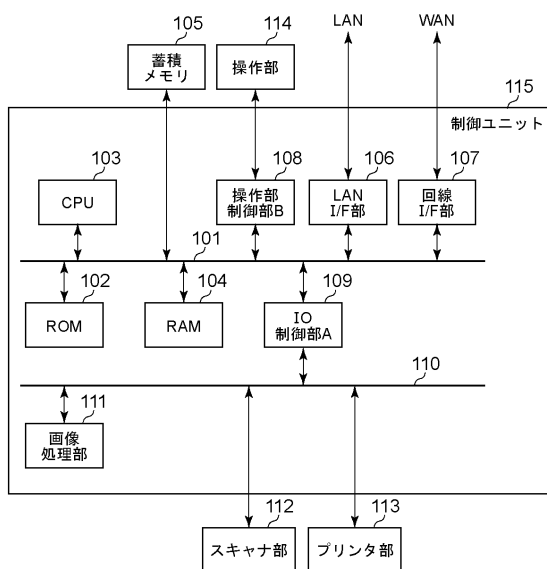 LAN
WAN
105
114
蓄積
メモリ
操作部
115
制御ユニット
103
108
106
107
CPU
操作部
制御部B
LAN
I/F部
回線
I/F部
101
102
104
109
ROM
RAM
IO
制御部A
110
111
画像
処理部
112
113
スキャナ部
プリンタ部